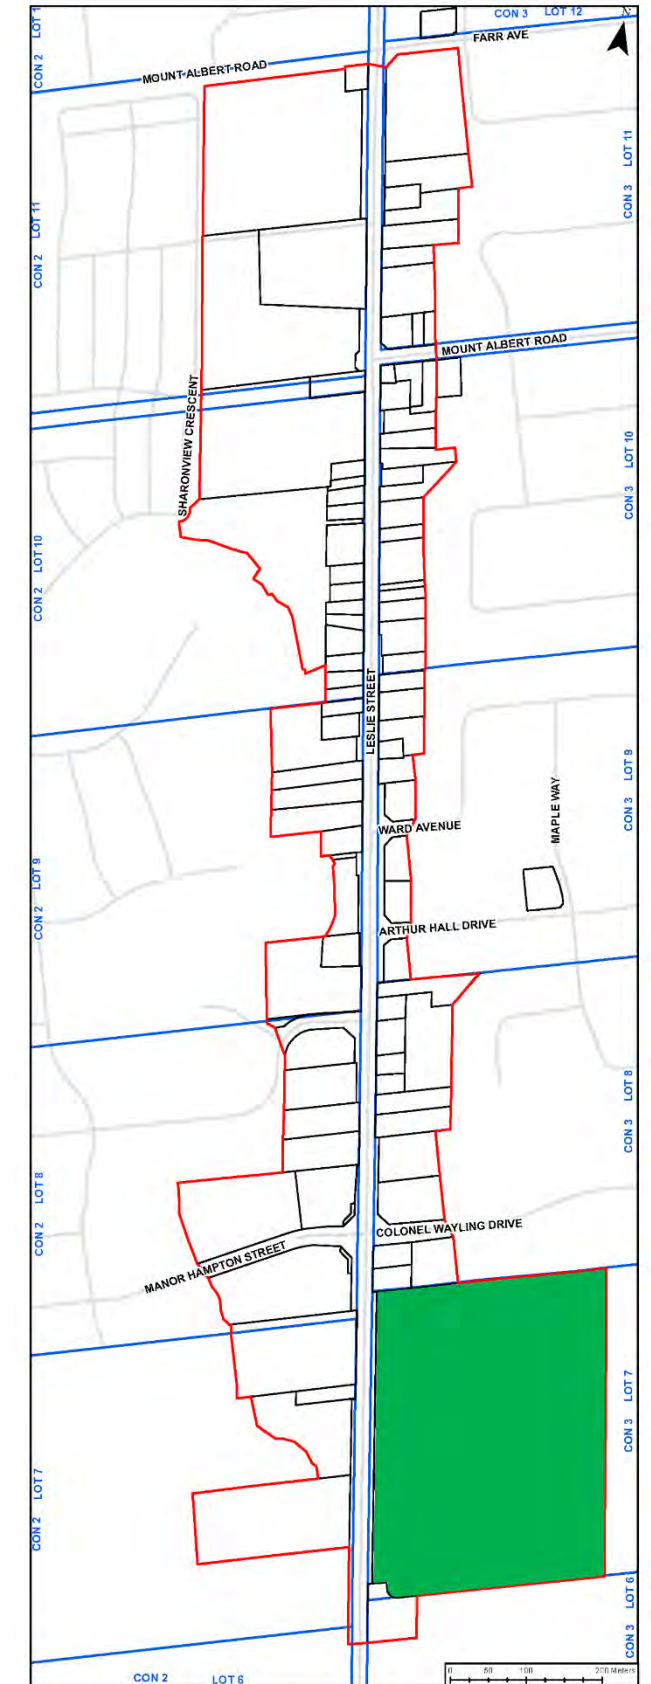 LOT 1
CON 2
CON 3 LOT 12
N
FARR AVE
MOUNT ALBERT ROAD
LOT 11
CON 3
LOT 11
CON 2
MOUNT ALBERT ROAD
SHARONVIEW CRESCENT
LOT 10
CON 3
LOT 10
CON 2
LESLIE STREET
LOT 9
CON 3
MAPLE WAY
WARD AVENUE
LOT 9
CON 2
ARTHUR HALL DRIVE
LOT 8
CON 3
LOT 8
CON 2
COLONEL WAYLING DRIVE
MANOR HAMPTON STREET
LOT 7
CON 3
LOT 7
CON 2
LOT 6
CON 3
CON 2 LOT 6
0 50 100 200 Meters